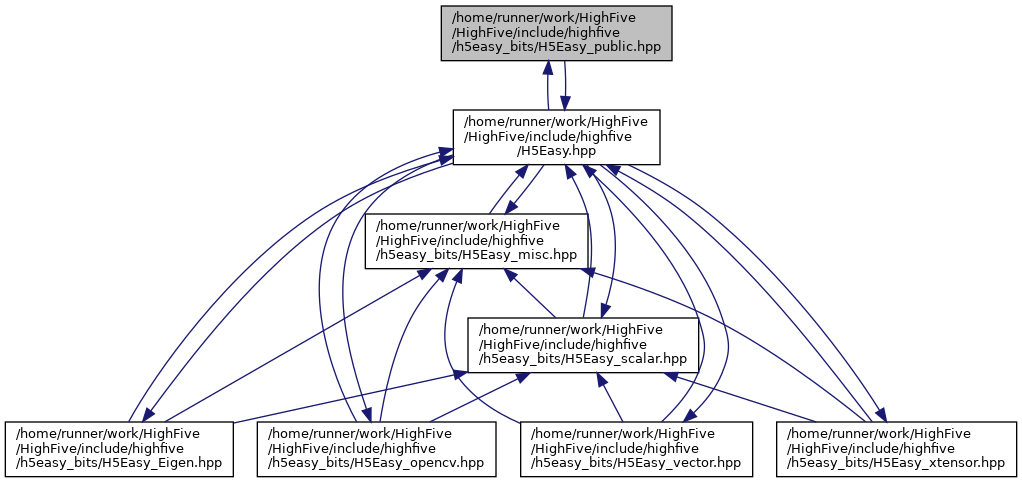 /home/runner/work/HighFive
/HighFive/include/highfive
/h5easy_bits/H5Easy_public.hpp
/home/runner/work/HighFive
/HighFive/include/highfive
/H5Easy.hpp
/home/runner/work/HighFive
/HighFive/include/highfive
/h5easy_bits/H5Easy_misc.hpp
/home/runner/work/HighFive
/HighFive/include/highfive
/h5easy_bits/H5Easy_scalar.hpp
/home/runner/work/HighFive
/HighFive/include/highfive
/h5easy_bits/H5Easy_Eigen.hpp
/home/runner/work/HighFive
/HighFive/include/highfive
/h5easy_bits/H5Easy_opencv.hpp
/home/runner/work/HighFive
/HighFive/include/highfive
/h5easy_bits/H5Easy_vector.hpp
/home/runner/work/HighFive
/HighFive/include/highfive
/h5easy_bits/H5Easy_xtensor.hpp